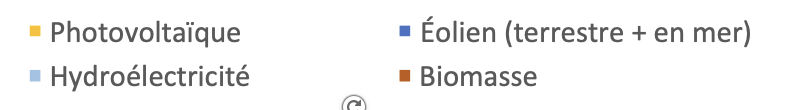 Photovoltaïque Éolien (terrestre + en mer)
Hydroélectricité Biomasse